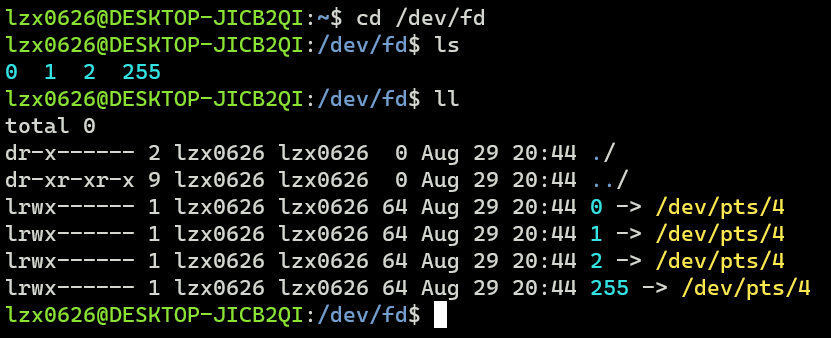 lzx0626@DESKTOP-JICB2QI:~$ cd /dev/fd
lzx0626@DESKTOP-JICB2QI:/dev/fd$ ls
0  1  2  255
lzx0626@DESKTOP-JICB2QI:/dev/fd$ ll
total 0
dr-x------ 2 lzx0626 lzx0626  0 Aug 29 20:44 ./
dr-xr-xr-x 9 lzx0626 lzx0626  0 Aug 29 20:44 ../
lrwx------ 1 lzx0626 lzx0626 64 Aug 29 20:44 0 -> /dev/pts/4
lrwx------ 1 lzx0626 lzx0626 64 Aug 29 20:44 1 -> /dev/pts/4
lrwx------ 1 lzx0626 lzx0626 64 Aug 29 20:44 2 -> /dev/pts/4
lrwx------ 1 lzx0626 lzx0626 64 Aug 29 20:44 255 -> /dev/pts/4
lzx0626@DESKTOP-JICB2QI:/dev/fd$